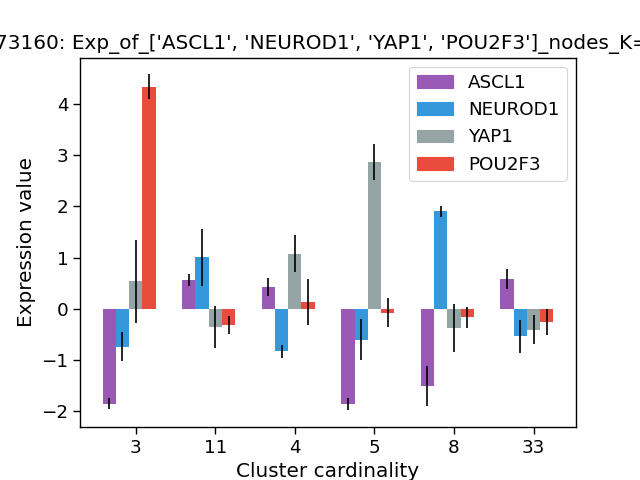 73160: Exp_of_['ASCL1', 'NEUROD1', 'YAP1', 'POU2F3']_nodes_K=
ASCL1
NEUROD1
YAP1
POU2F3
Expression value
4
3
2
1
0
−1
−2
3 11 4 5 8 33
Cluster cardinality